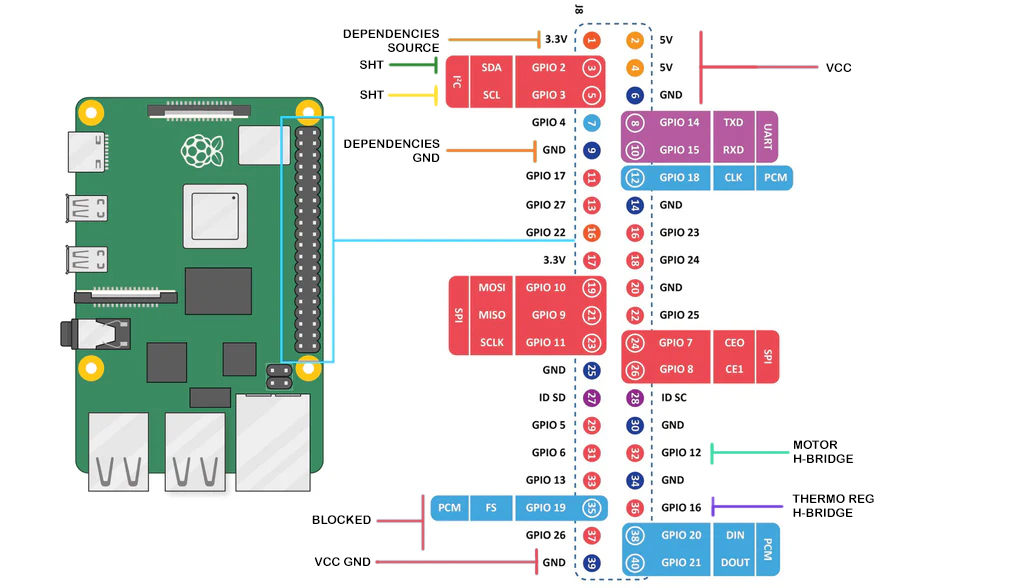 J8
DEPENDENCIES
SOURCE
3.3V 1 2 5V
SHT
I²C SDA GPIO 2 3 4 5V
VCC
SHT
SCL GPIO 3 5 6 GND
GPIO 4 7 8 GPIO 14 TXD UART
DEPENDENCIES
GND
GND 9 10 GPIO 15 RXD
GPIO 17 11 12 GPIO 18 CLK PCM
GPIO 27 13 14 GND
GPIO 22 16 16 GPIO 23
3.3V 17 18 GPIO 24
SPI MOSI GPIO 10 19 20 GND
MISO GPIO 9 21 22 GPIO 25
SCLK GPIO 11 23 24 GPIO 7 CEO SPI
GND 25 26 GPIO 8 CE1
ID SD 27 28 ID SC
GPIO 5 29 30 GND
GPIO 6 31 32 GPIO 12
MOTOR
H-BRIDGE
GPIO 13 33 34 GND
BLOCKED
PCM FS GPIO 19 35 36 GPIO 16
THERMO REG
H-BRIDGE
GPIO 26 37 38 GPIO 20 DIN PCM
VCC GND
GND 39 40 GPIO 21 DOUT